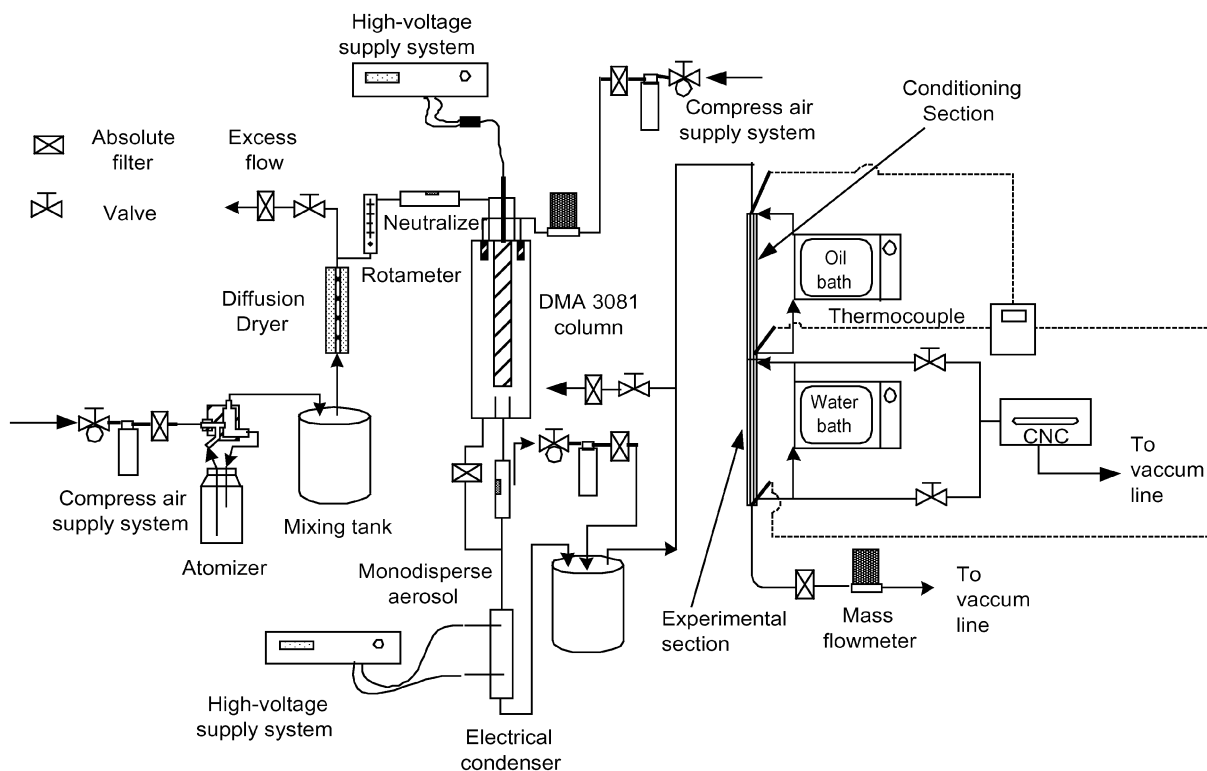 High-voltage
supply system
Compress air
supply system
Conditioning
Section
Absolute
filter
Excess
flow
Valve
Neutralize
Rotameter
Oil
bath
DMA 3081
column
Thermocouple
Diffusion
Dryer
Water
bath
CNC
To
vaccum
line
Compress air
supply system
Mixing tank
Atomizer
Monodisperse
aerosol
Experimental
section
Mass
flowmeter
To
vaccum
line
High-voltage
supply system
Electrical
condenser